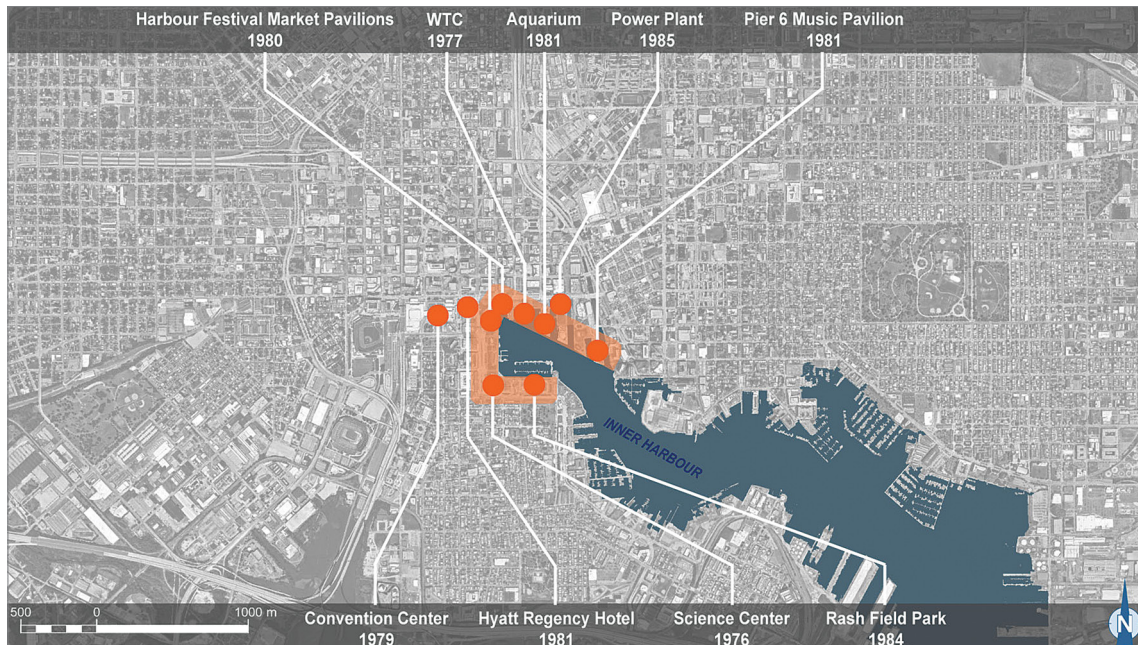 Harbour Festival Market Pavilions
1980
WTC
1977
Aquarium
1981
Power Plant
1985
Pier 6 Music Pavilion
1981
INNER HARBOUR
500 0 1000 m
Convention Center
1979
Hyatt Regency Hotel
1981
Science Center
1976
Rash Field Park
1984
N